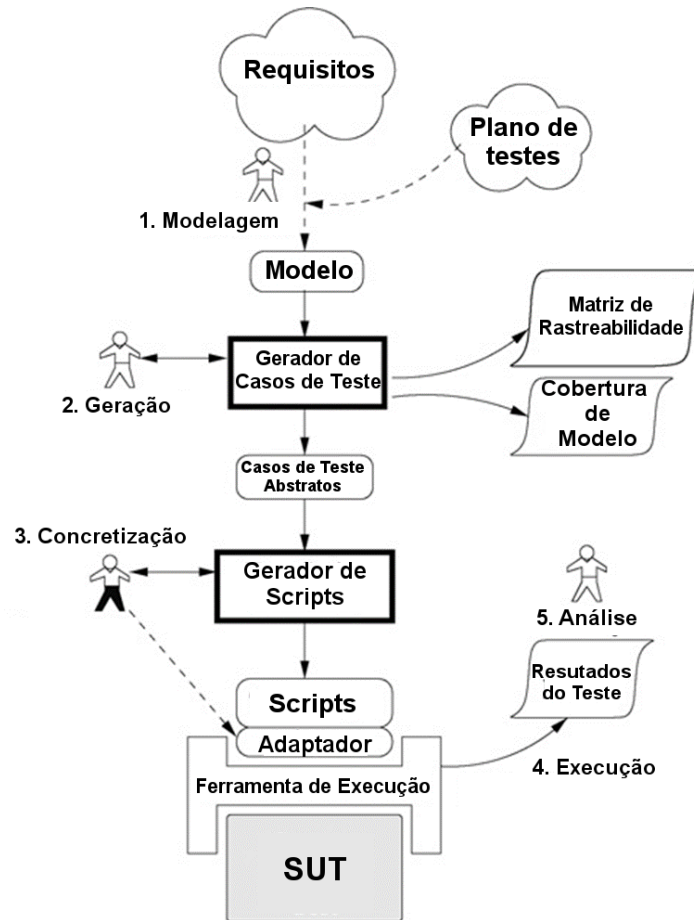 Requisitos
Plano de
testes
1. Modelagem
Modelo
Matriz de
Rastreabilidade
Gerador de
Casos de Teste
2. Geração
Cobertura
de
Modelo
Casos de Teste
Abstratos
3. Concretização
Gerador de
Scripts
5. Análise
Resutados
do Teste
Scripts
Adaptador
4. Execução
Ferramenta de Execução
SUT